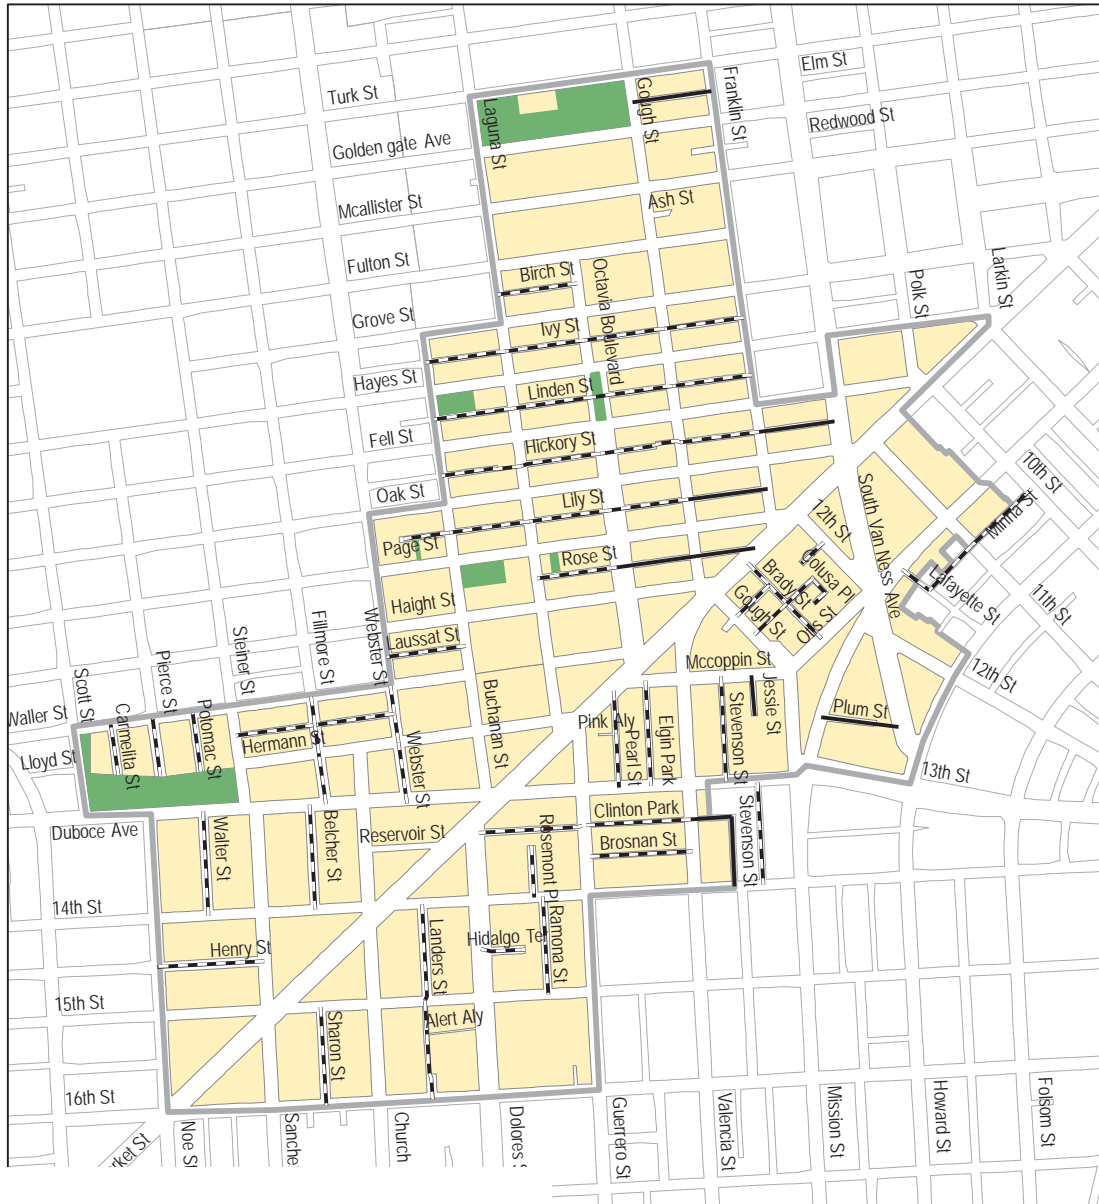 Elm St
Turk St
Franklin St
Gough St
Laguna St
Redwood St
Golden gate Ave
Mcallister St
Ash St
Fulton St
Larkin St
Birch St
Octavia Boulevard
Polk St
Grove St
Ivy St
Hayes St
Linden St
Fell St
Hickory St
10th St
Oak St
Lily St
South Van Ness Ave
12th St
Minna St
Page St
Rose St
Colusa Pl
Brady St
Lafayette St
Haight St
Gough St
Otis St
11th St
Laussat St
Webster St
Fillmore St
Steiner St
Mccoppin St
12th St
Pierce St
Scott St
Jessie St
Buchanan St
Waller St
Carmelita St
Potomac St
Stevenson St
Plum St
Pink Aly
Elgin Park
Hermann St
Webster St
Pearl St
Lloyd St
13th St
Clinton Park
Stevenson St
Duboce Ave
Walter St
Belcher St
Reservoir St
Rosemont Pl
Brosnan St
14th St
Landers St
Ramona St
Hidalgo Ter
Henry St
15th St
Sharon St
Alert Aly
16th St
Noe St
Sanche
Church
Dolores S
Guerrero St
Valencia St
Mission St
Howard St
Folsom St
rket St